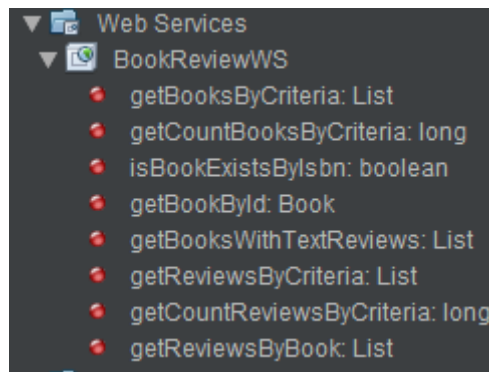 Web Services
BookReviewWS
getBooksByCriteria: List
getCountBooksByCriteria: long
isBookExistsByIsbn: boolean
getBookById: Book
getBooksWithTextReviews: List
getReviewsByCriteria: List
getCountReviewsByCriteria: long
getReviewsByBook: List